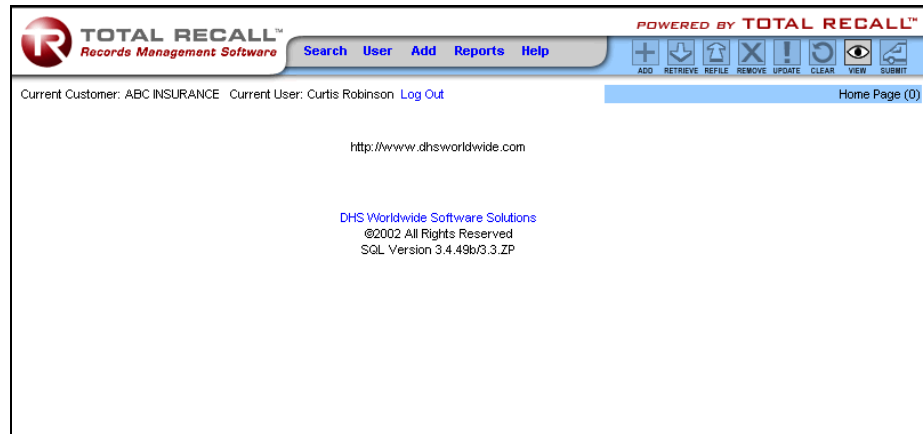 TOTAL RECALL™
Records Management Software
Search User Add Reports Help
POWERED BY TOTAL RECALL™
ADD RETRIEVE REFILE REMOVE UPDATE CLEAR VIEW SUBMIT
Current Customer: ABC INSURANCE Current User: Curtis Robinson Log Out
Home Page (0)
http://www.dhsworldwide.com
DHS Worldwide Software Solutions
©2002 All Rights Reserved
SQL Version 3.4.49b/3.3.ZP